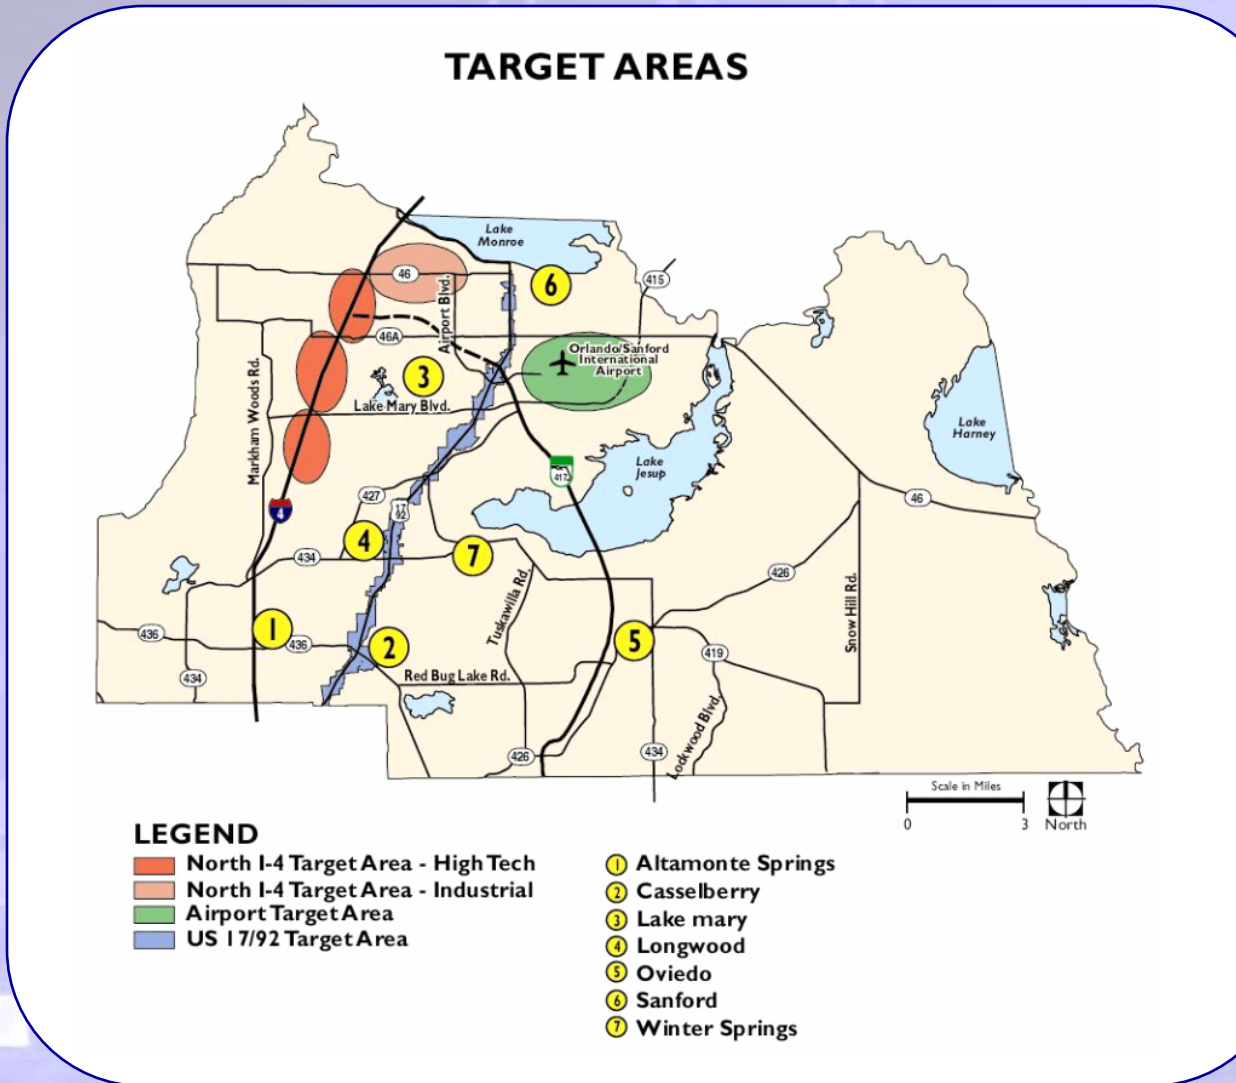 TARGET AREAS
Lake
Monroe
46
6
415
Airport Blvd.
46A
Orlando/Sanford
International
Airport
3
Markham Woods Rd.
Lake Mary Blvd.
Lake
Harney
Lake
Jesup
417
427
46
4
17
92
4
7
434
426
Tuskawilla Rd.
Snow Hill Rd.
1
436
436
2
5
419
434
Red Bug Lake Rd.
Lockwood Blvd.
426
434
Scale in Miles
0
3
North
LEGEND
North I-4 Target Area - High Tech
North I-4 Target Area - Industrial
Airport Target Area
US 17/92 Target Area
1 Altamonte Springs
2 Casselberry
3 Lake mary
4 Longwood
5 Oviedo
6 Sanford
7 Winter Springs